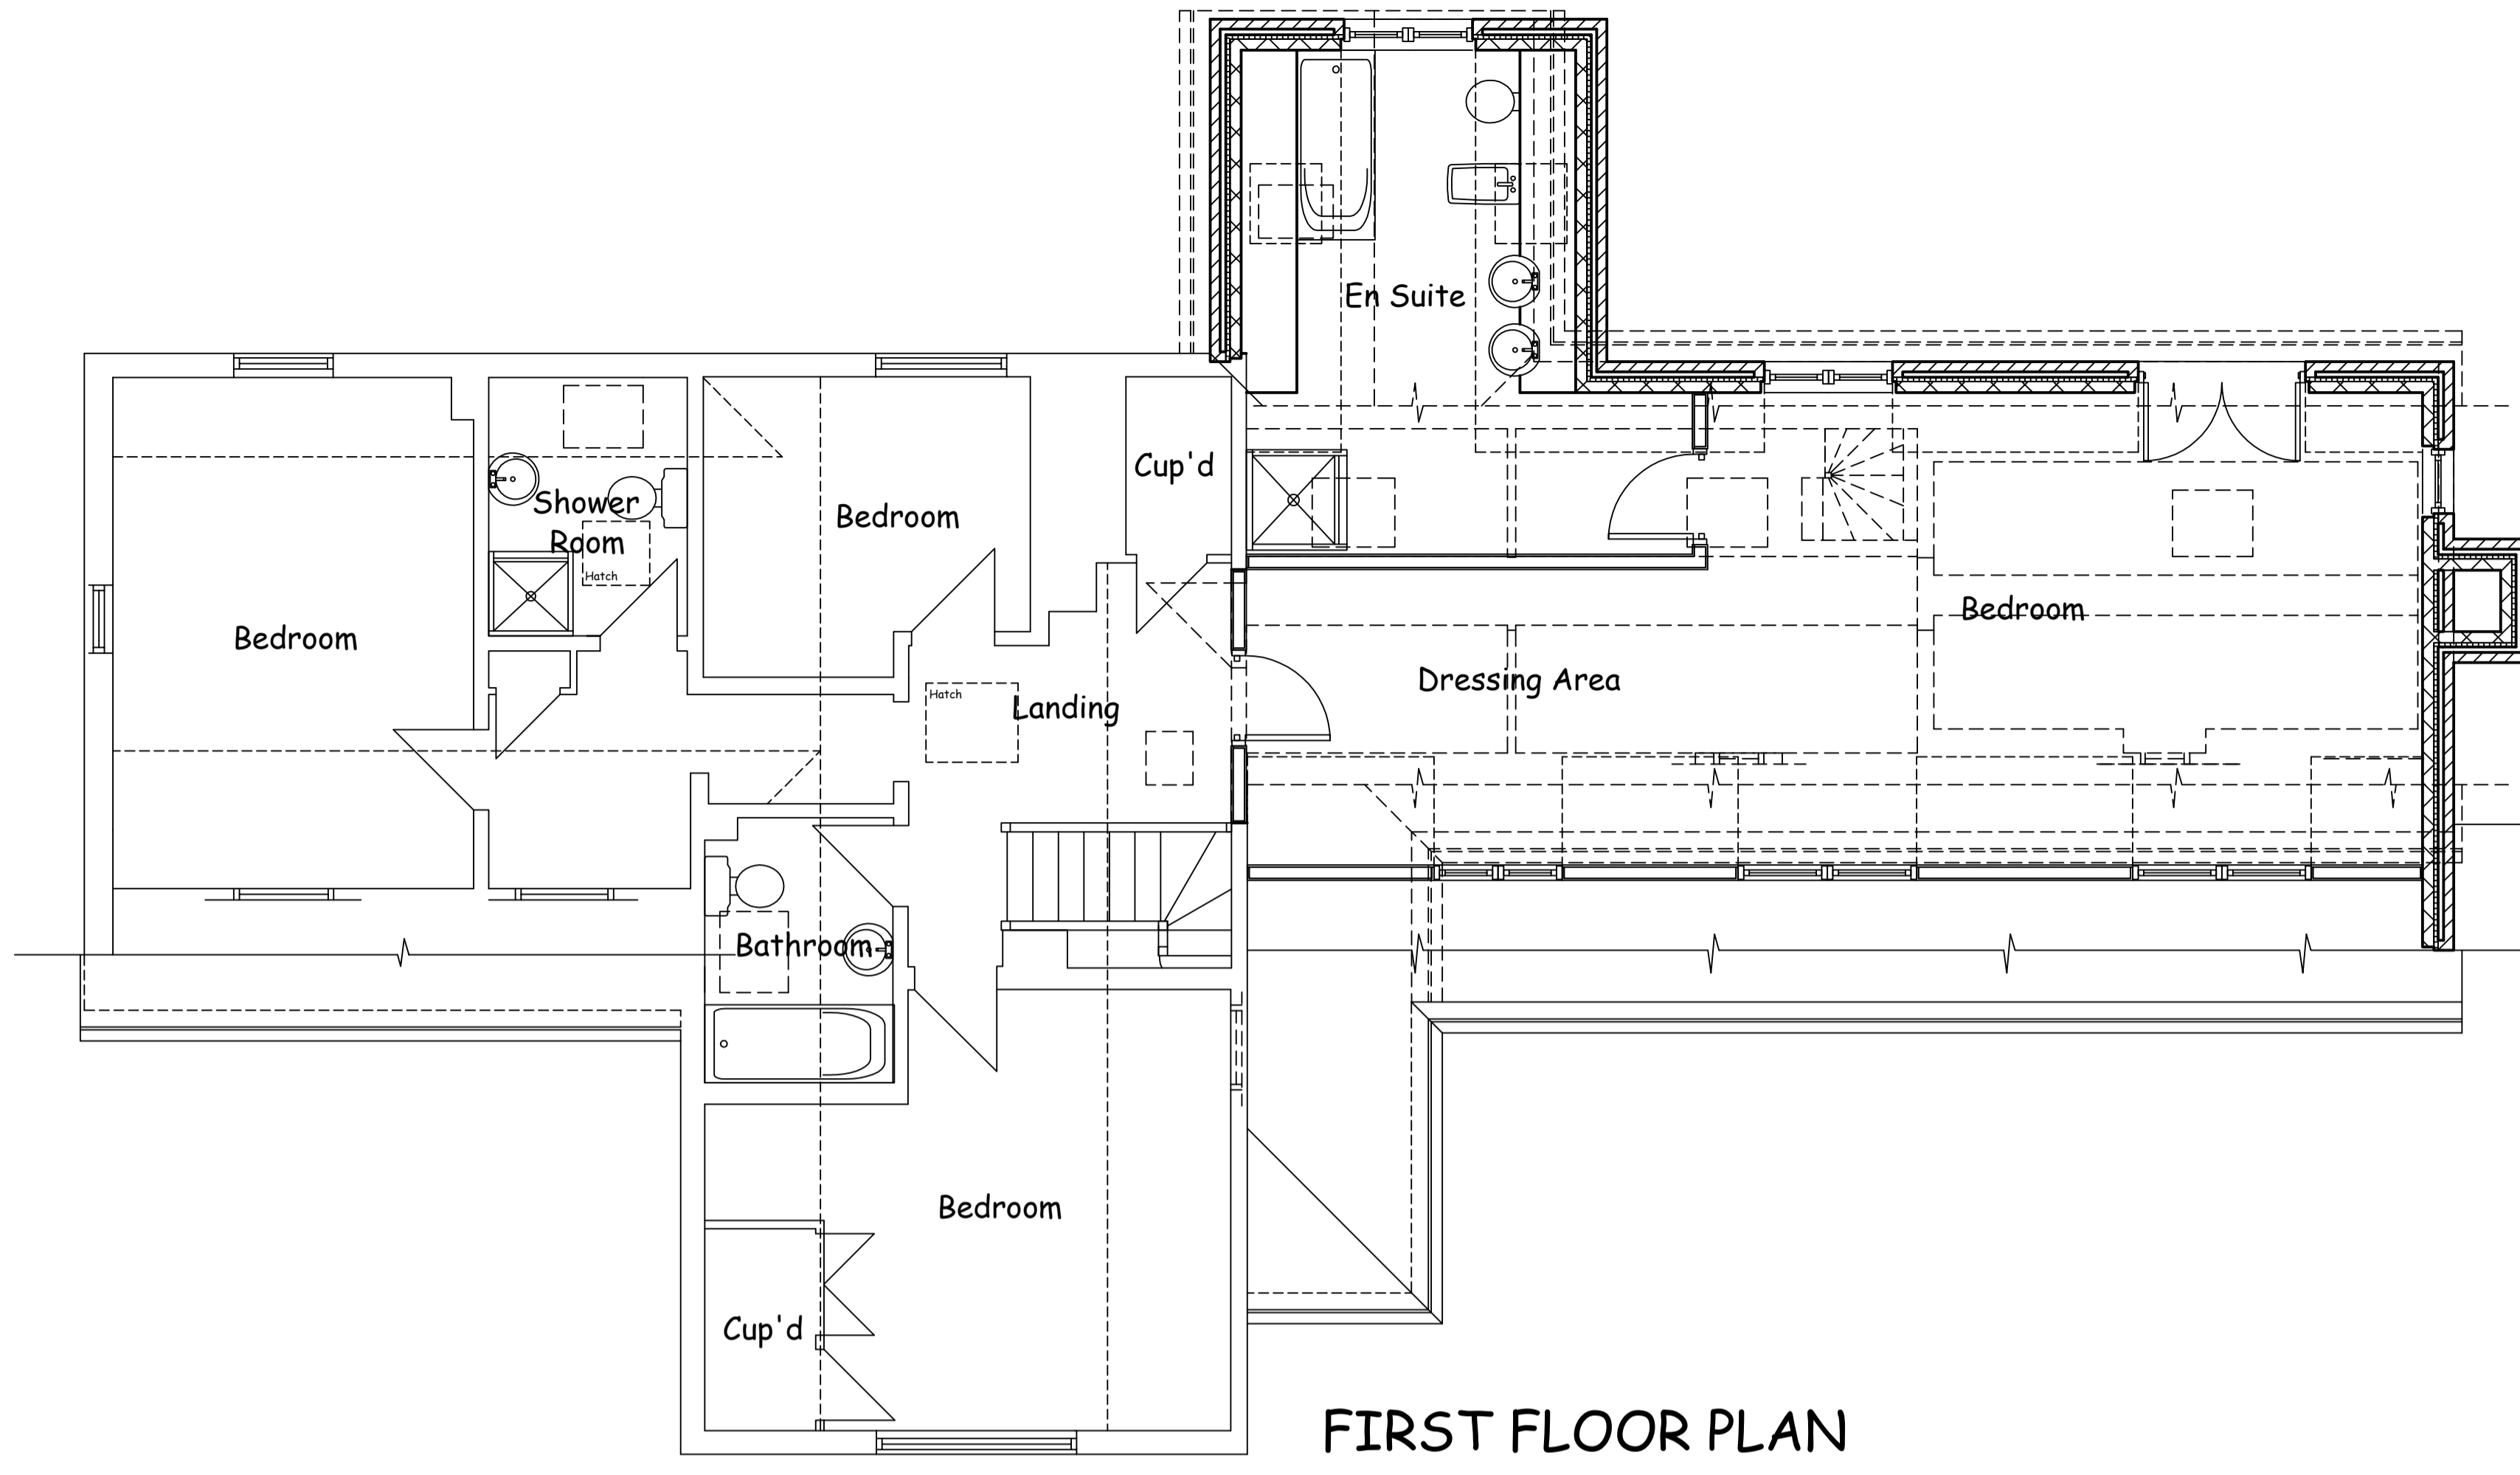 En Suite
Cup'd
Shower
Room
Hatch
Bedroom
Bedroom
Bedroom
Dressing Area
Hatch
Landing
Bathroom
Bedroom
Cup'd
FIRST FLOOR PLAN